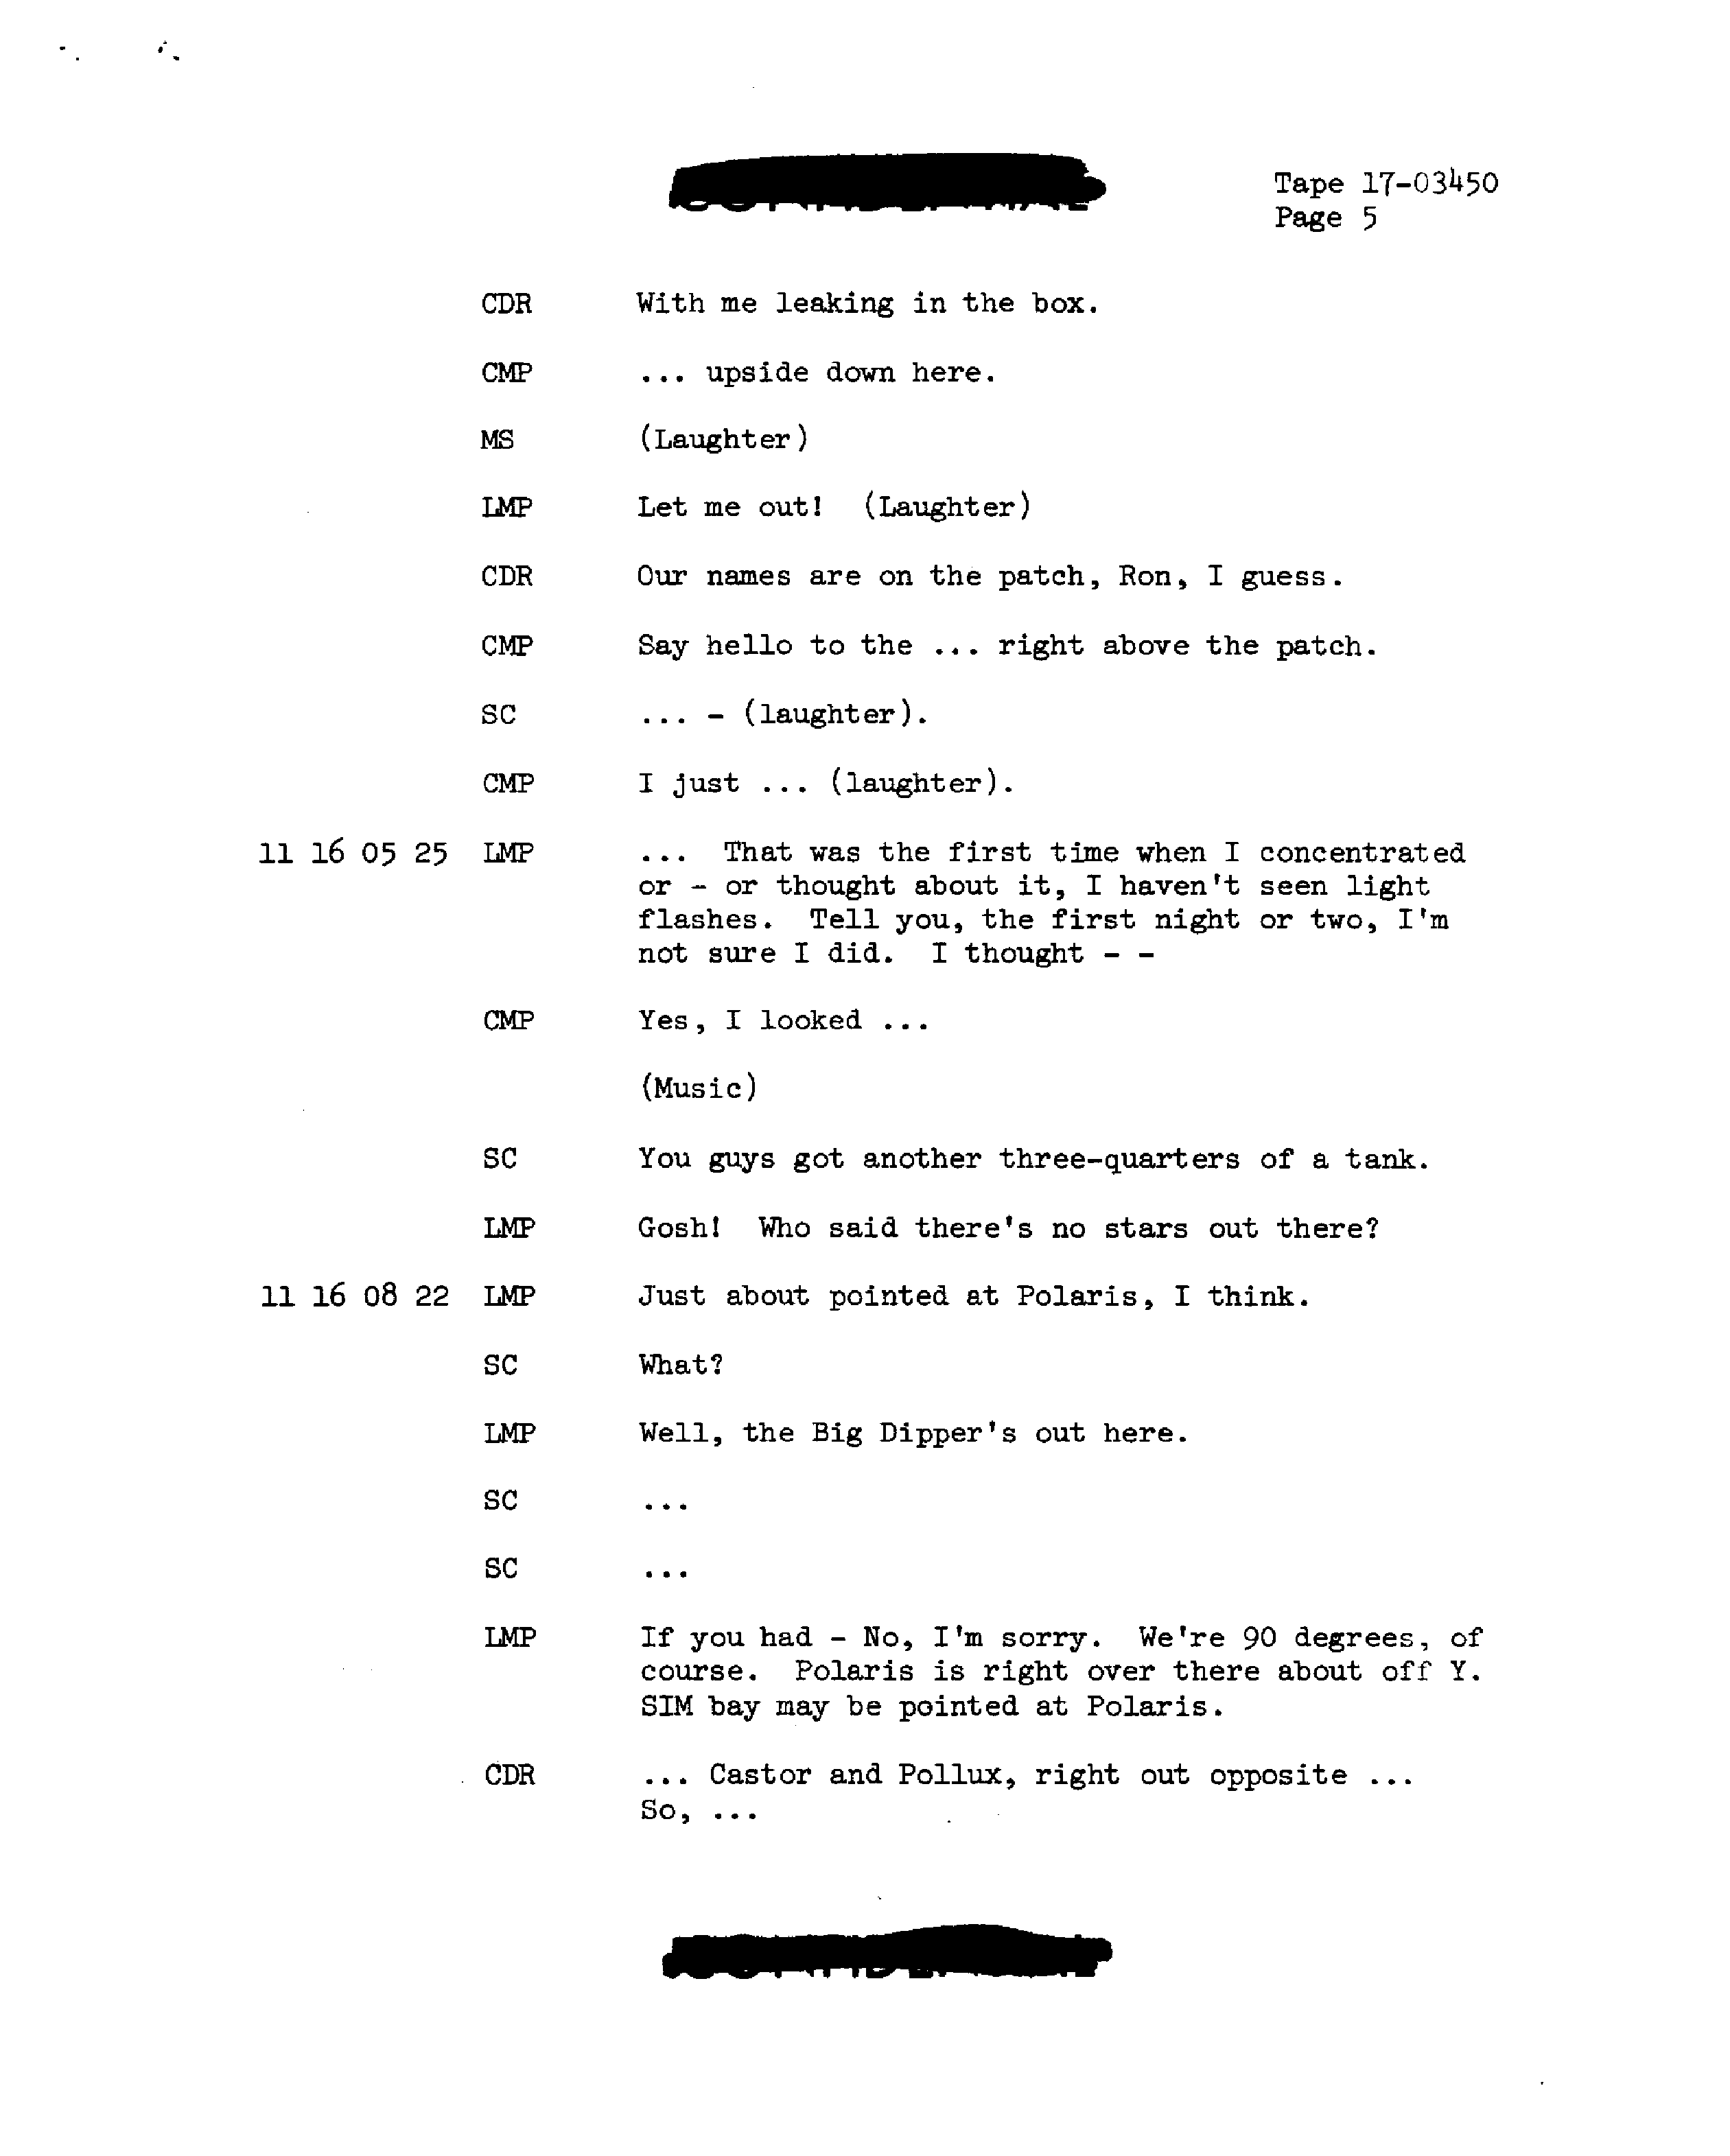 Tape 17-03450
Page 5
CDR With me leaking in the box.
CMP ... upside down here.
MS (Laughter)
LMP Let me out! (Laughter)
CDR Our names are on the patch, Ron, I guess.
CMP Say hello to the ... right above the patch.
SC ... - (laughter).
CMP I just ... (laughter).
11 16 05 25 LMP ... That was the first time when I concentrated
or - or thought about it, I haven't seen light
flashes. Tell you, the first night or two, I'm
not sure I did. I thought - -
CMP Yes, I looked ...
(Music)
SC You guys got another three-quarters of a tank.
LMP Gosh! Who said there's no stars out there?
11 16 08 22 LMP Just about pointed at Polaris, I think.
SC What?
LMP Well, the Big Dipper's out here.
SC ...
SC ...
LMP If you had - No, I'm sorry. We're 90 degrees, of
course. Polaris is right over there about off Y.
SIM bay may be pointed at Polaris.
CDR ... Castor and Pollux, right out opposite ...
So, ...